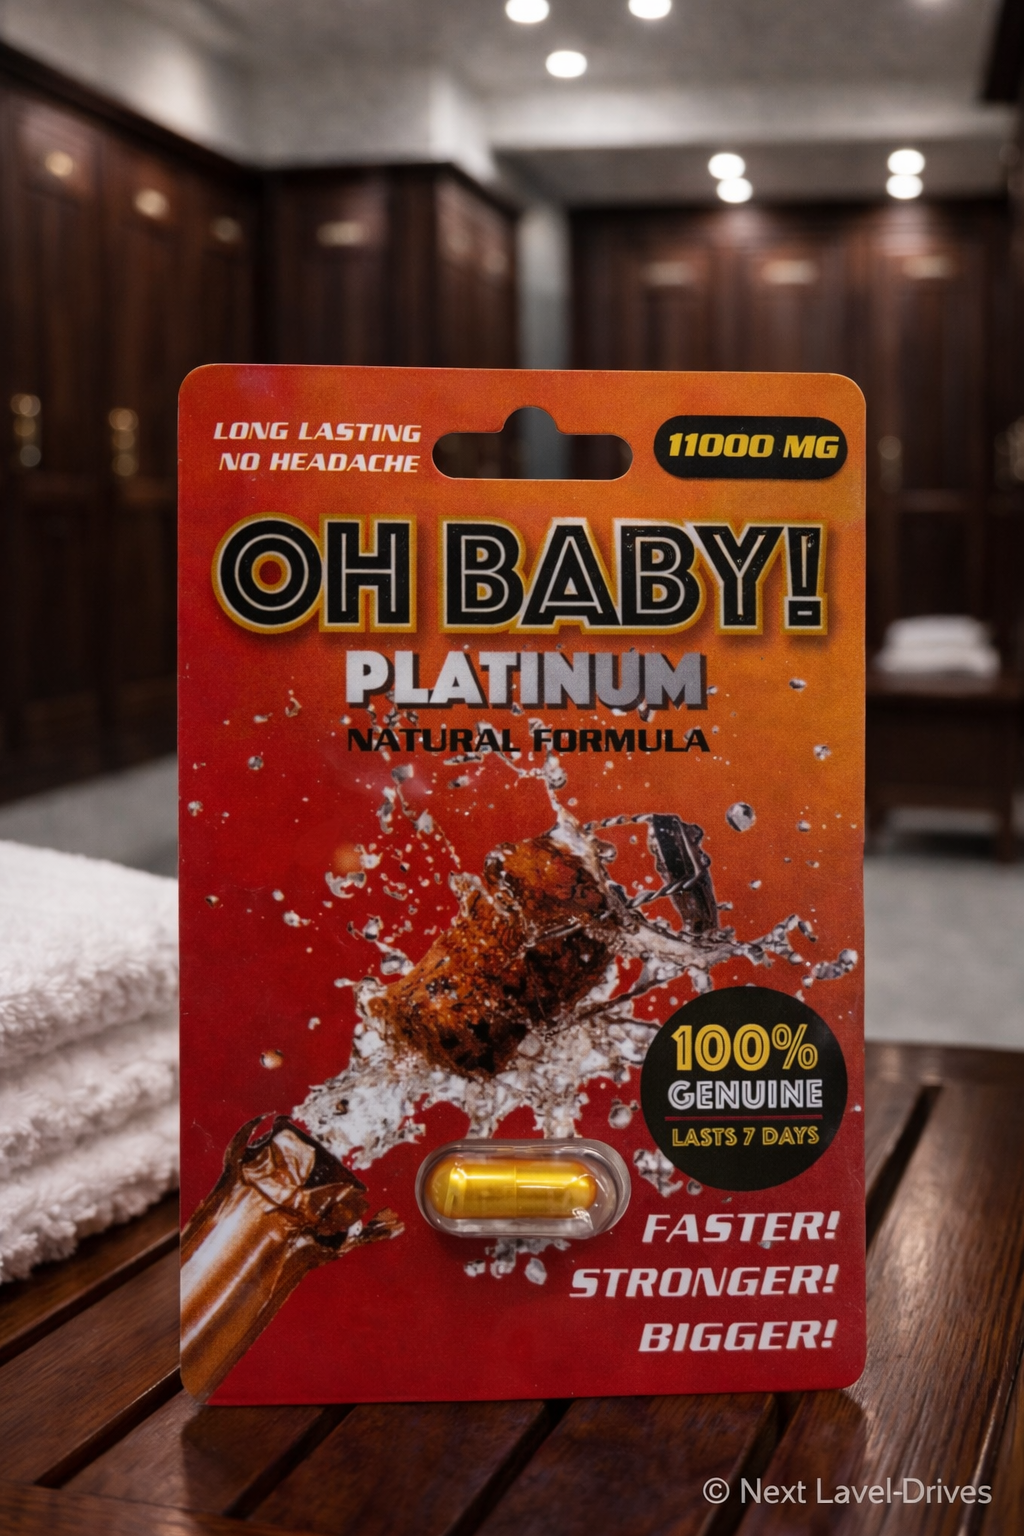 LONG LASTING
NO HEADACHE
11000 MG
OH BABY!
PLATINUM
NATURAL FORMULA
100%
GENUINE
LASTS 7 DAYS
FASTER!
STRONGER!
BIGGER!
© Next Lavel-Drives